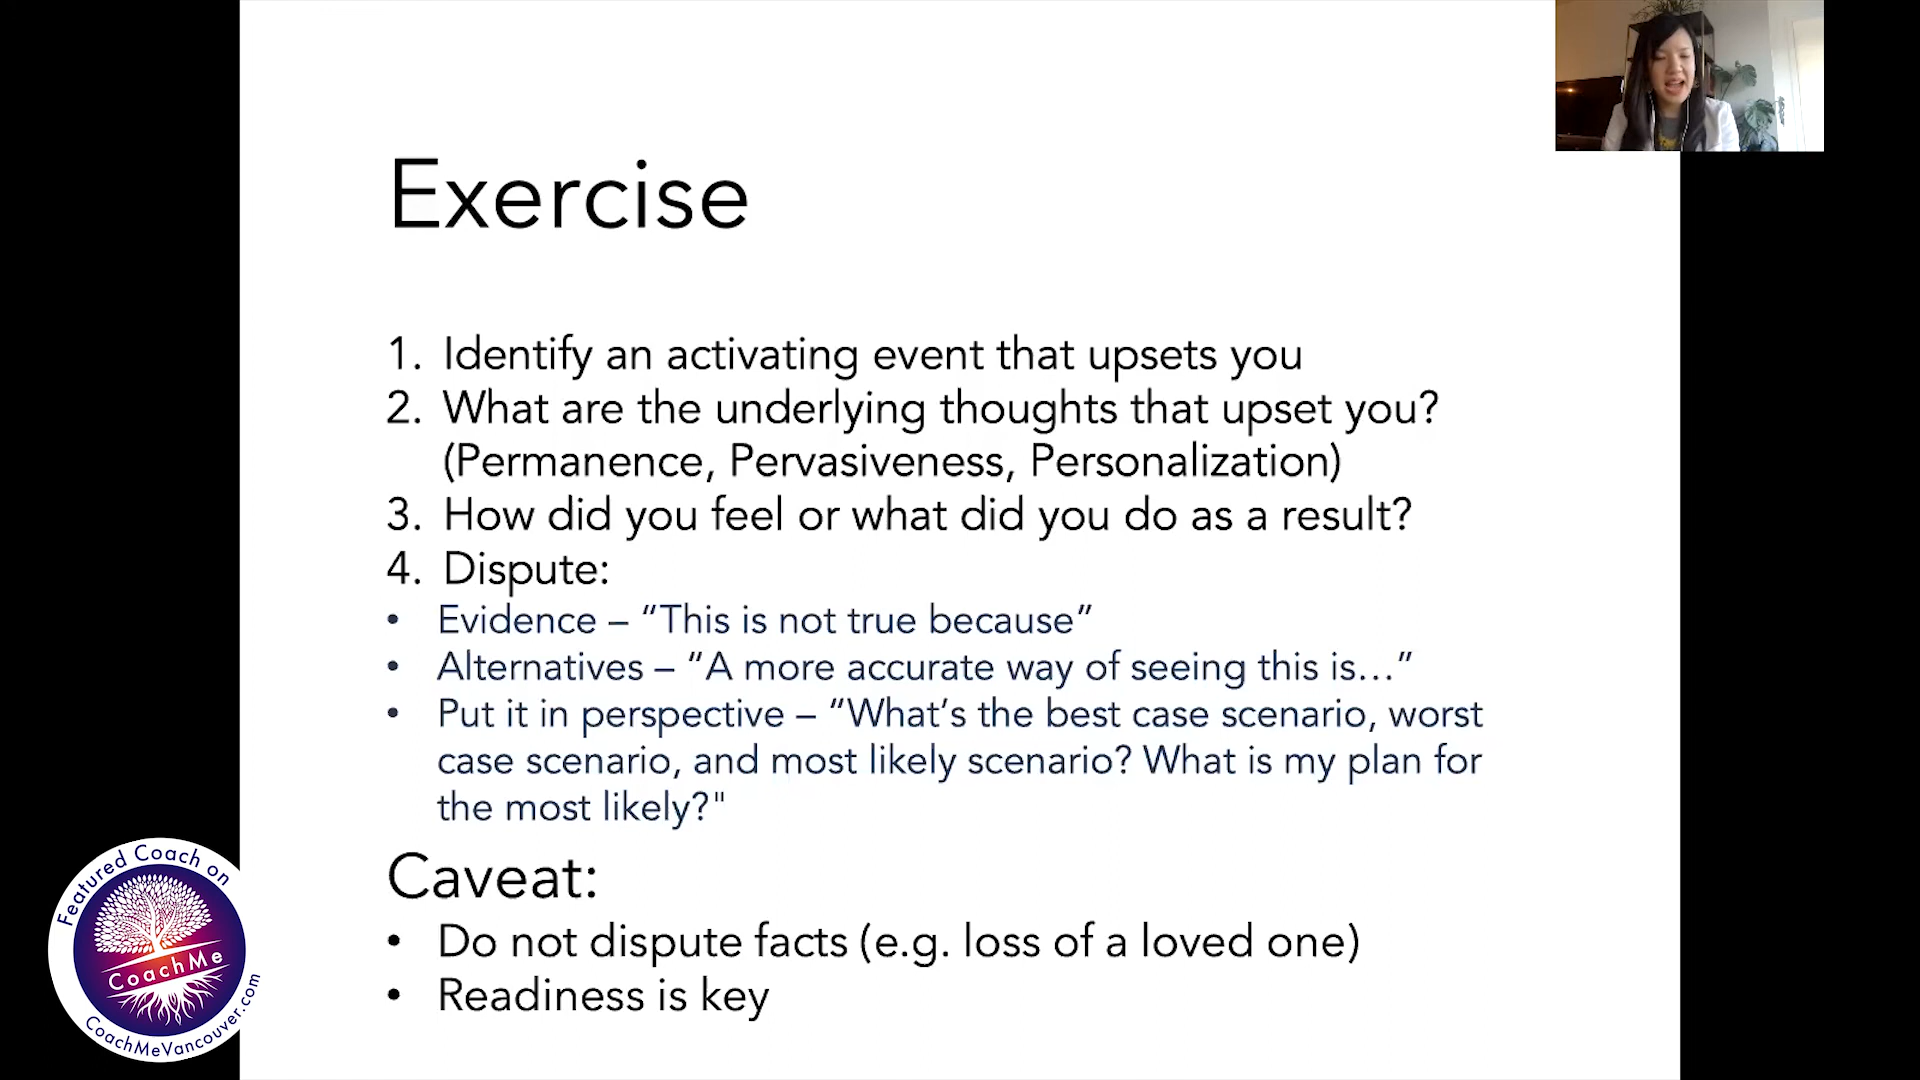 Exercise
1. Identify an activating event that upsets you
2. What are the underlying thoughts that upset you?
(Permanence, Pervasiveness, Personalization)
3. How did you feel or what did you do as a result?
4. Dispute:
• Evidence – “This is not true because”
• Alternatives – “A more accurate way of seeing this is…”
• Put it in perspective – “What’s the best case scenario, worst
case scenario, and most likely scenario? What is my plan for
the most likely?"
Caveat:
• Do not dispute facts (e.g. loss of a loved one)
• Readiness is key
Featured Coach on
CoachMe
CoachMeVancouver.com